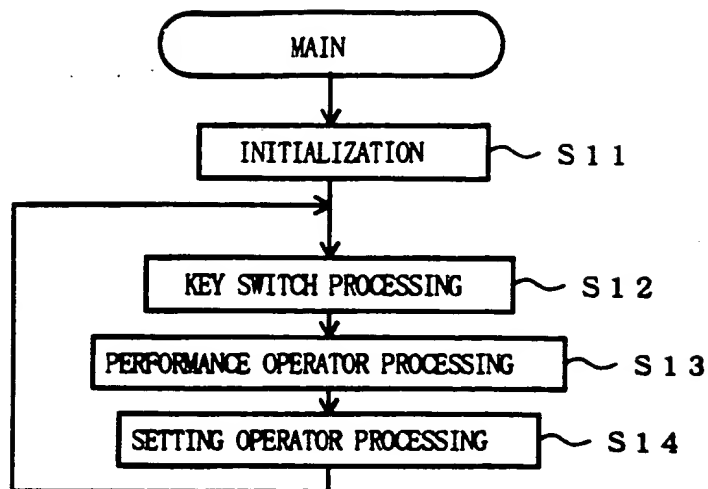 MAIN
INITIALIZATION S11
KEY SWITCH PROCESSING S12
PERFORMANCE OPERATOR PROCESSING S13
SETTING OPERATOR PROCESSING S14